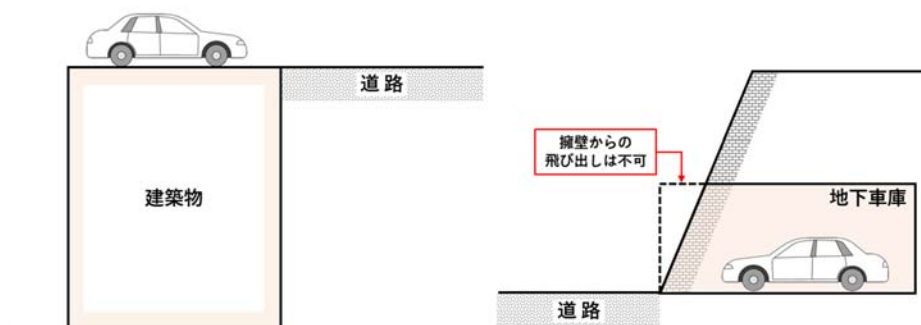 道路
建築物
擁壁からの
飛び出しは不可
地下車庫
道路